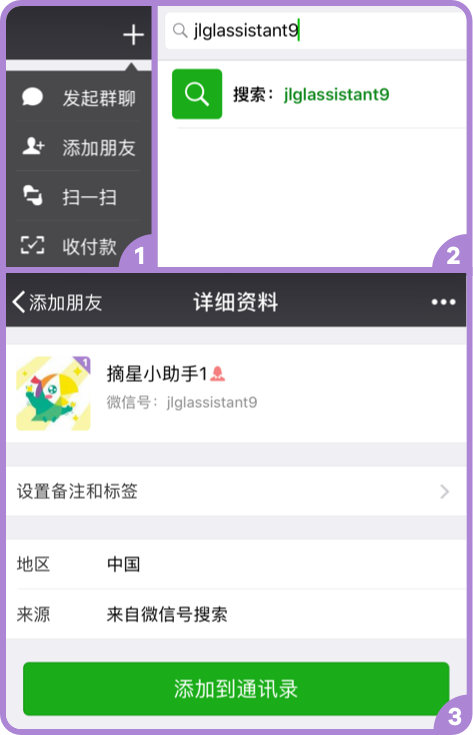 发起群聊
添加朋友
扫一扫
收付款
1
jlglassistant9
搜索：jlglassistant9
2
添加朋友
详细资料
1
摘星小助手1
微信号：jlglassistant9
设置备注和标签
地区 中国
来源 来自微信号搜索
添加到通讯录
3